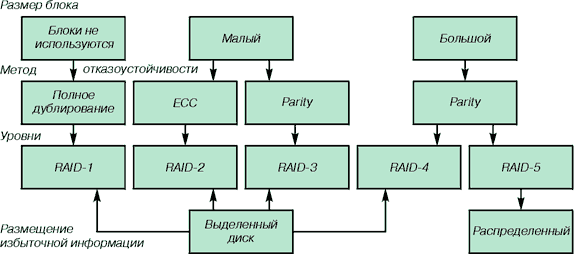 Размер блока
Блоки не
используются
Малый
Большой
Метод отказоустойчивости
Полное
дублирование
ECC
Parity
Parity
Уровни
RAID-1
RAID-2
RAID-3
RAID-4
RAID-5
Размещение
избыточной информации
Выделенный
диск
Распределенный